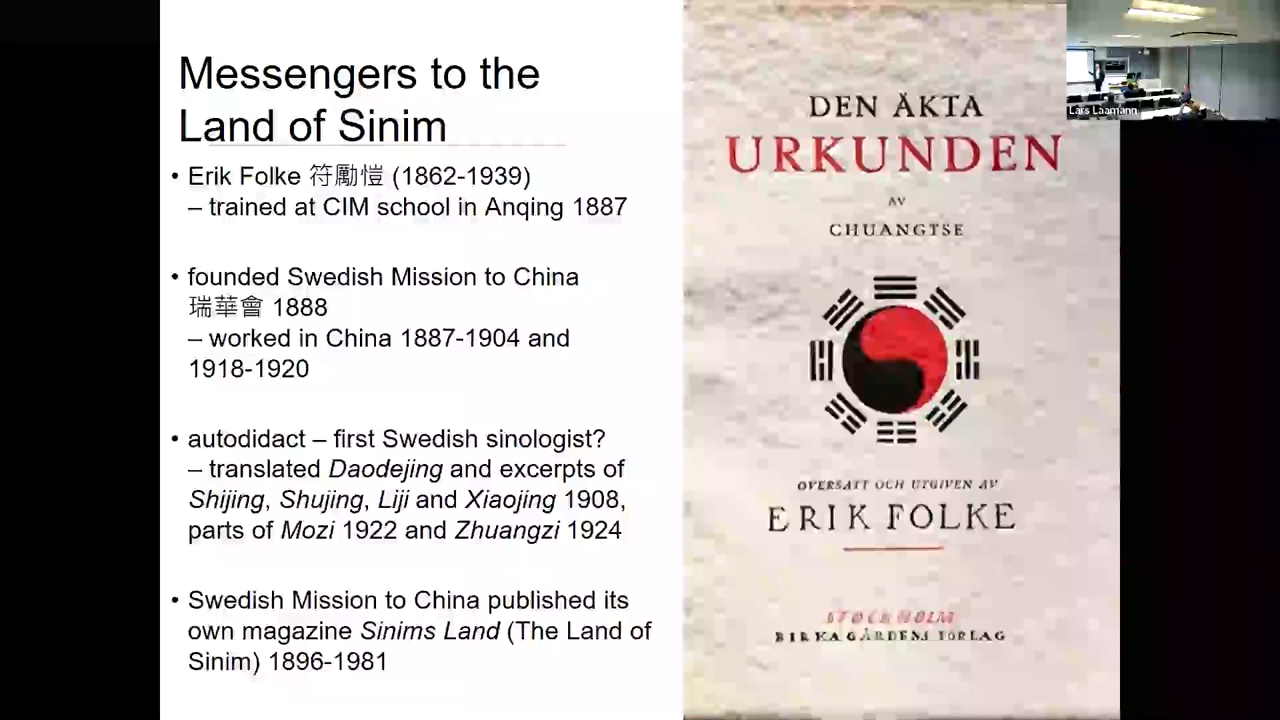 Messengers to the
Land of Sinim
• Erik Folke 符勵愷 (1862-1939)
– trained at CIM school in Anqing 1887
• founded Swedish Mission to China
瑞華會 1888
– worked in China 1887-1904 and
1918-1920
• autodidact – first Swedish sinologist?
– translated Daodejing and excerpts of
Shijing, Shujing, Liji and Xiaojing 1908,
parts of Mozi 1922 and Zhuangzi 1924
• Swedish Mission to China published its
own magazine Sinims Land (The Land of
Sinim) 1896-1981
DEN ÄKTA
URKUNDEN
AV
CHUANGTSE
ÖVERSATT OCH UTGIVEN AV
ERIK FOLKE
STOCKHOLM
BIRKAGÅRDENS FÖRLAG
Lars Laamann